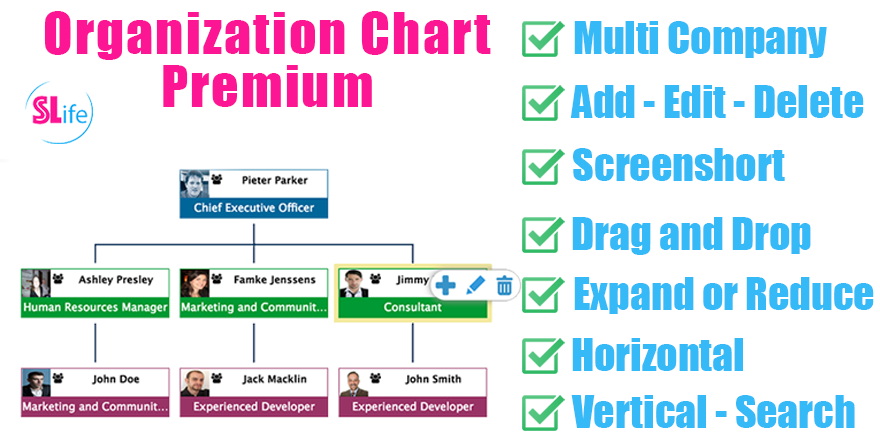 Organization Chart
Premium
SLife
Pieter Parker
Chief Executive Officer
Ashley Presley
Human Resources Manager
Famke Jenssens
Marketing and Communit...
Jimmy
Consultant
John Doe
Marketing and Communit...
Jack Macklin
Experienced Developer
John Smith
Experienced Developer
Multi Company
Add - Edit - Delete
Screenshort
Drag and Drop
Expand or Reduce
Horizontal
Vertical - Search